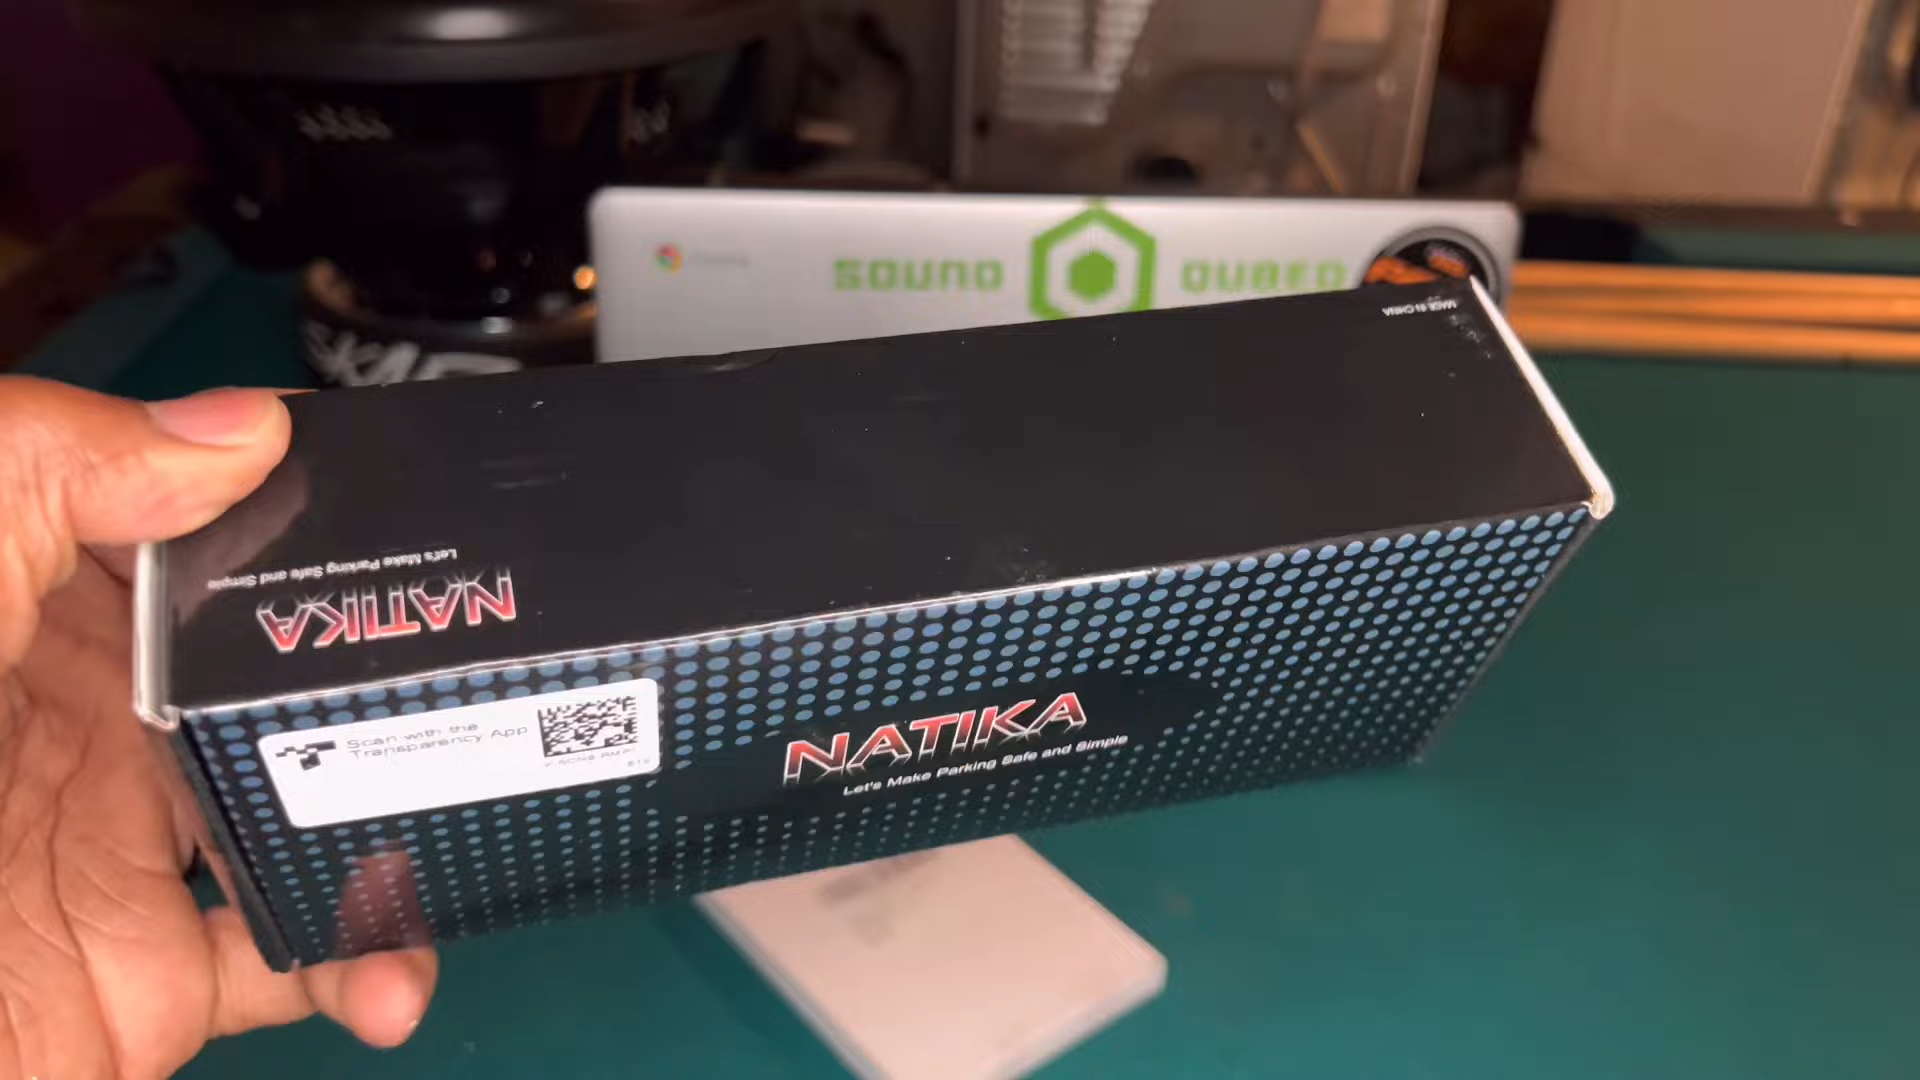 SOUND QUBED
MADE IN CHINA
SKAR
Let's Make Parking Safe and Simple
NATIKA
Scan with the
Transparency App
NATIKA
Let's Make Parking Safe and Simple